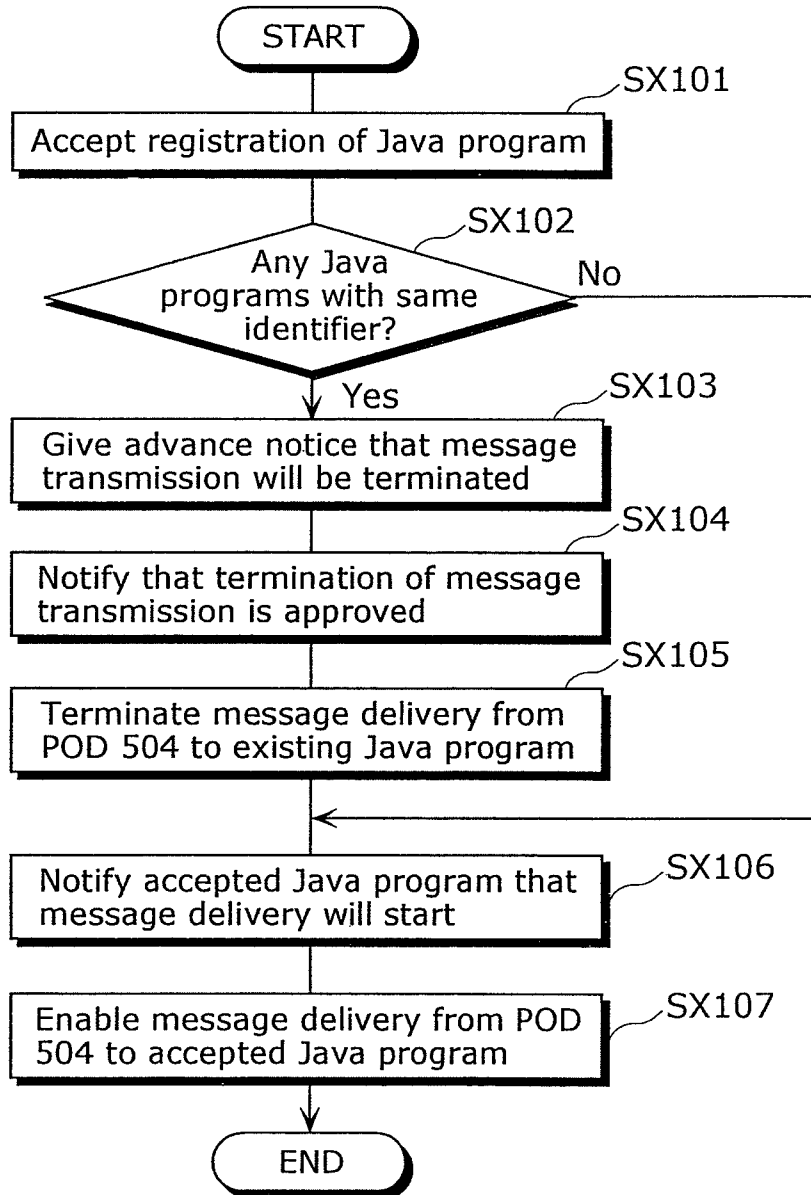 START
SX101
Accept registration of Java program
SX102
Any Java
programs with same
identifier?
No
Yes
SX103
Give advance notice that message
transmission will be terminated
SX104
Notify that termination of message
transmission is approved
SX105
Terminate message delivery from
POD 504 to existing Java program
SX106
Notify accepted Java program that
message delivery will start
SX107
Enable message delivery from POD
504 to accepted Java program
END